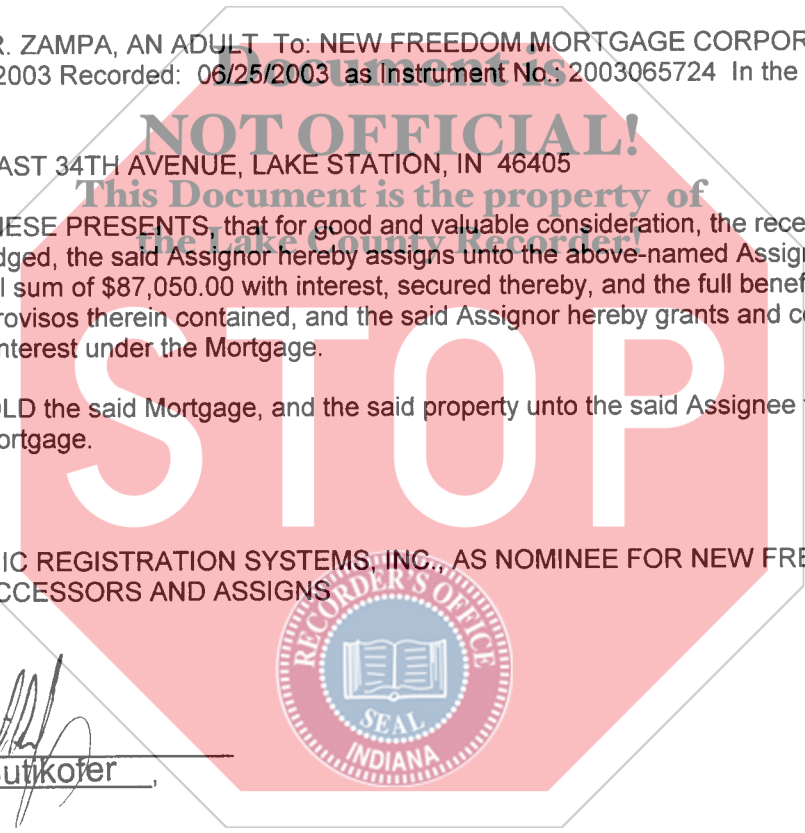 R. ZAMPA, AN ADULT To: NEW FREEDOM MORTGAGE CORPOR
2003 Recorded: 06/25/2003 as Instrument No.: 2003065724 In the
Document is
NOT OFFICIAL!
AST 34TH AVENUE, LAKE STATION, IN 46405
This Document is the property of
HESE PRESENTS, that for good and valuable consideration, the rece
the Lake County Recorder!
dged, the said Assignor hereby assigns unto the above-named Assign
l sum of $87,050.00 with interest, secured thereby, and the full benef
rovisos therein contained, and the said Assignor hereby grants and co
nterest under the Mortgage.
STOP
OLD the said Mortgage, and the said property unto the said Assignee
ortgage.
IC REGISTRATION SYSTEMS, INC., AS NOMINEE FOR NEW FRE
CCESSORS AND ASSIGNS
RECORDER'S OFFICE
SEAL
INDIANA
utikofer ,